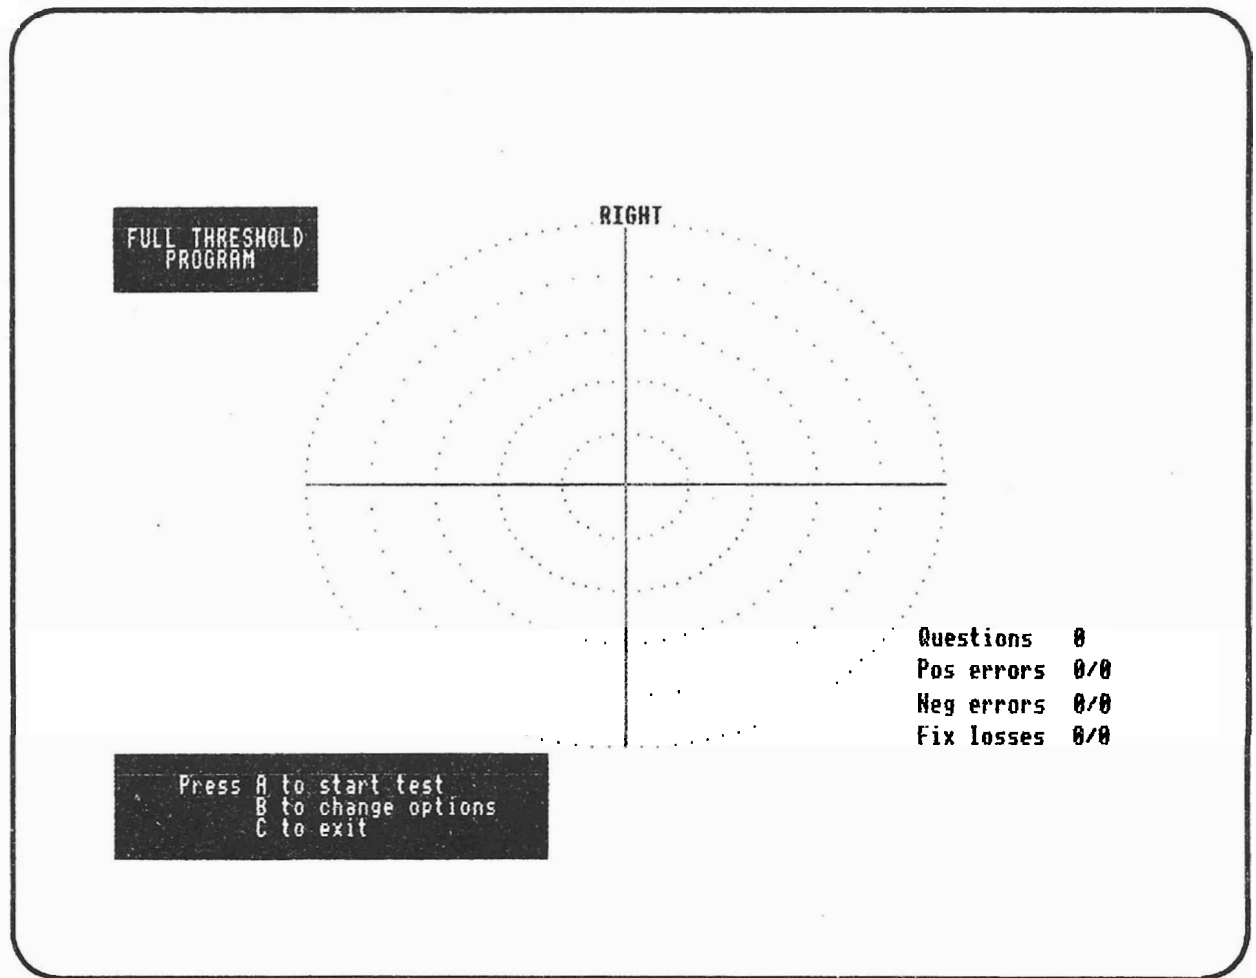 RIGHT
FULL THRESHOLD
PROGRAM
Questions 0
Pos errors 0/0
Neg errors 0/0
Fix losses 0/0
Press A to start test
B to change options
C to exit